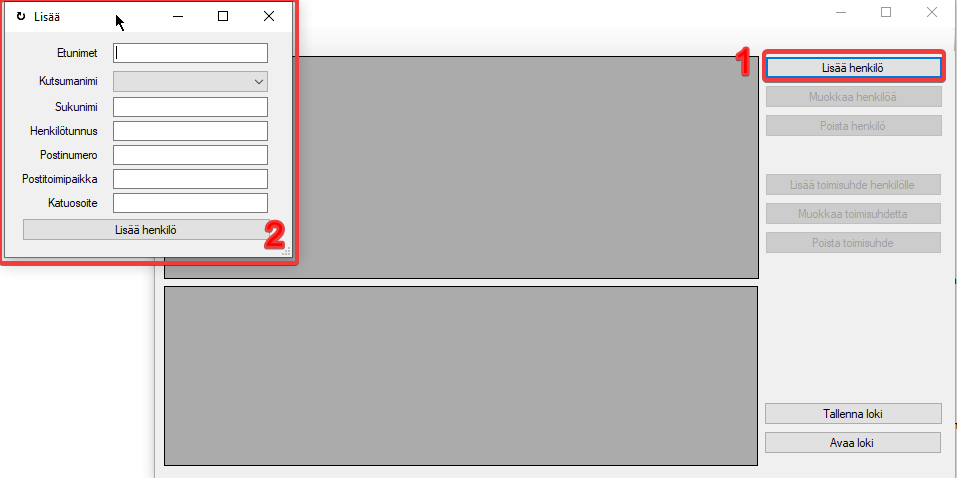 Lisää
Etunimet
Kutsumanimi
Sukunimi
Henkilötunnus
Postinumero
Postitoimipaikka
Katuosoite
Lisää henkilö
2
1
Lisää henkilö
Muokkaa henkilöä
Poista henkilö
Lisää toimisuhde henkilölle
Muokkaa toimisuhdetta
Poista toimisuhde
Tallenna loki
Avaa loki